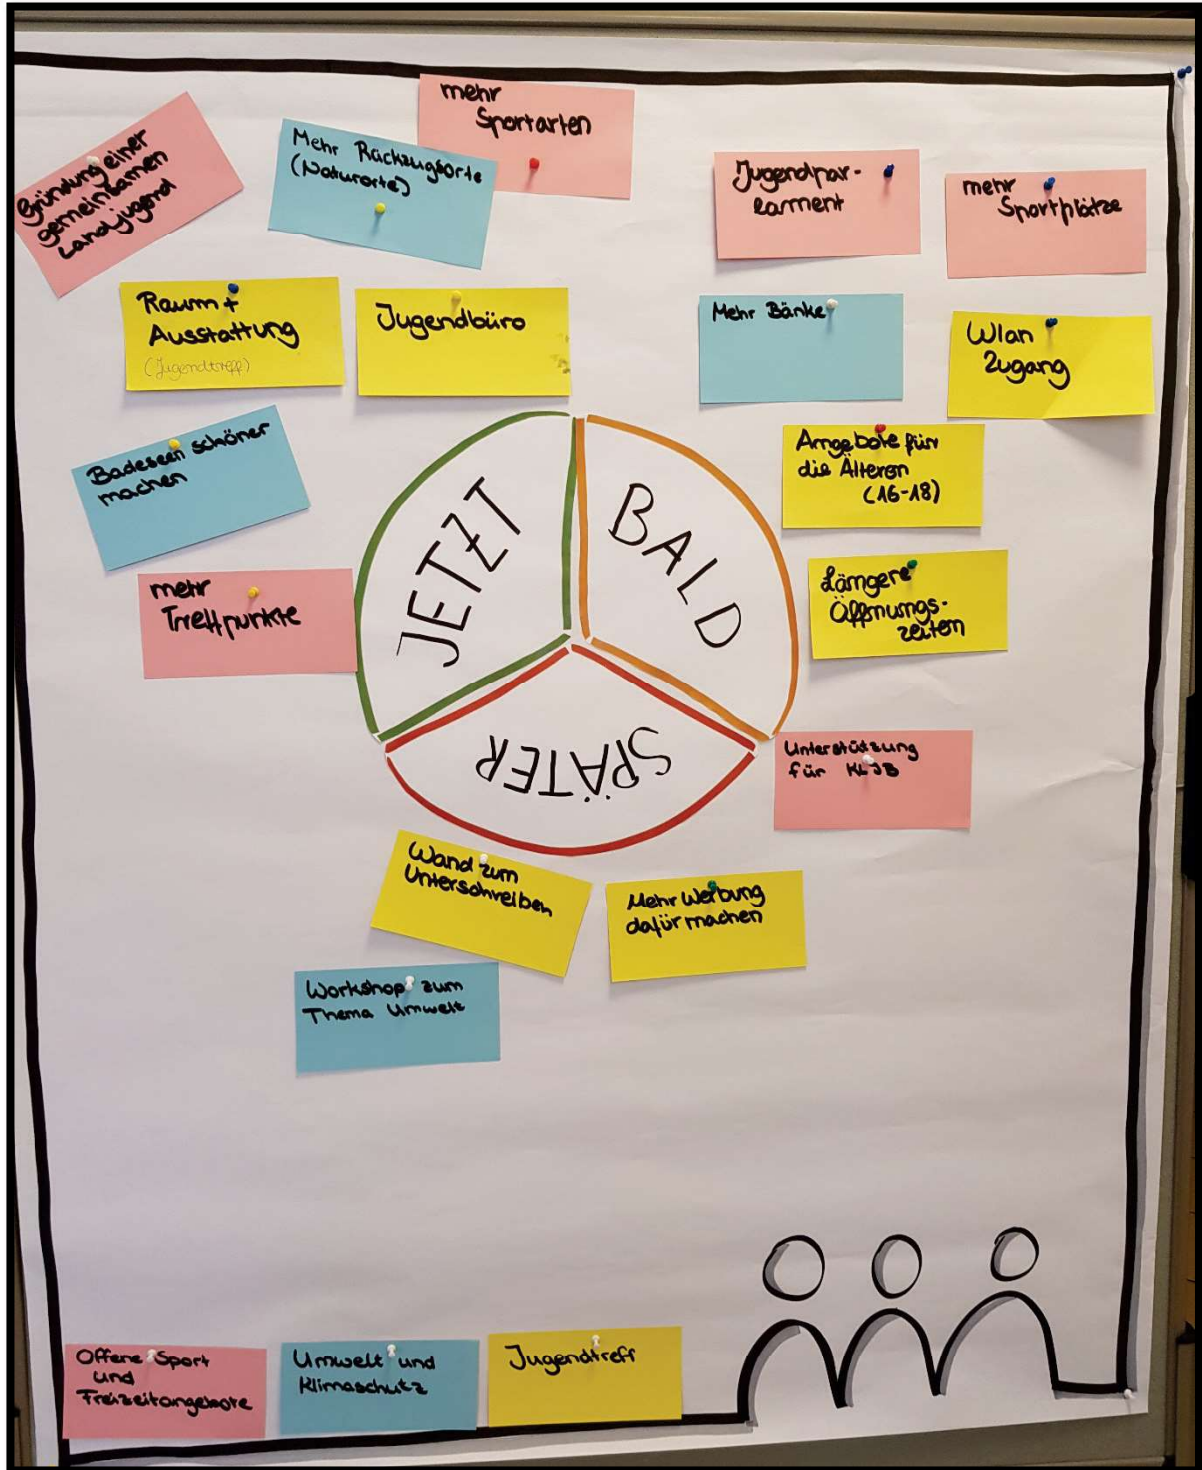 mehr
Sportarten
Gründung einer
gemeinsamen
Landjugend
Mehr Rückzugsorte
(Naturorte)
Jugendpar-
lament
mehr
Sportplätze
Raum +
Ausstattung
(Jugendtreff)
Jugendbüro
Mehr Bänke
Wlan
Zugang
Badeseen schöner
machen
Angebote für
die Älteren
(16-18)
mehr
Treffpunkte
Längere
Öffnungs-
zeiten
JETZT
BALD
SPÄTER
Unterstützung
für KLJB
Wand zum
Unterschreiben
Mehr Werbung
dafür machen
Workshop zum
Thema Umwelt
Offene Sport
und
Freizeitangebote
Umwelt und
Klimaschutz
Jugendtreff